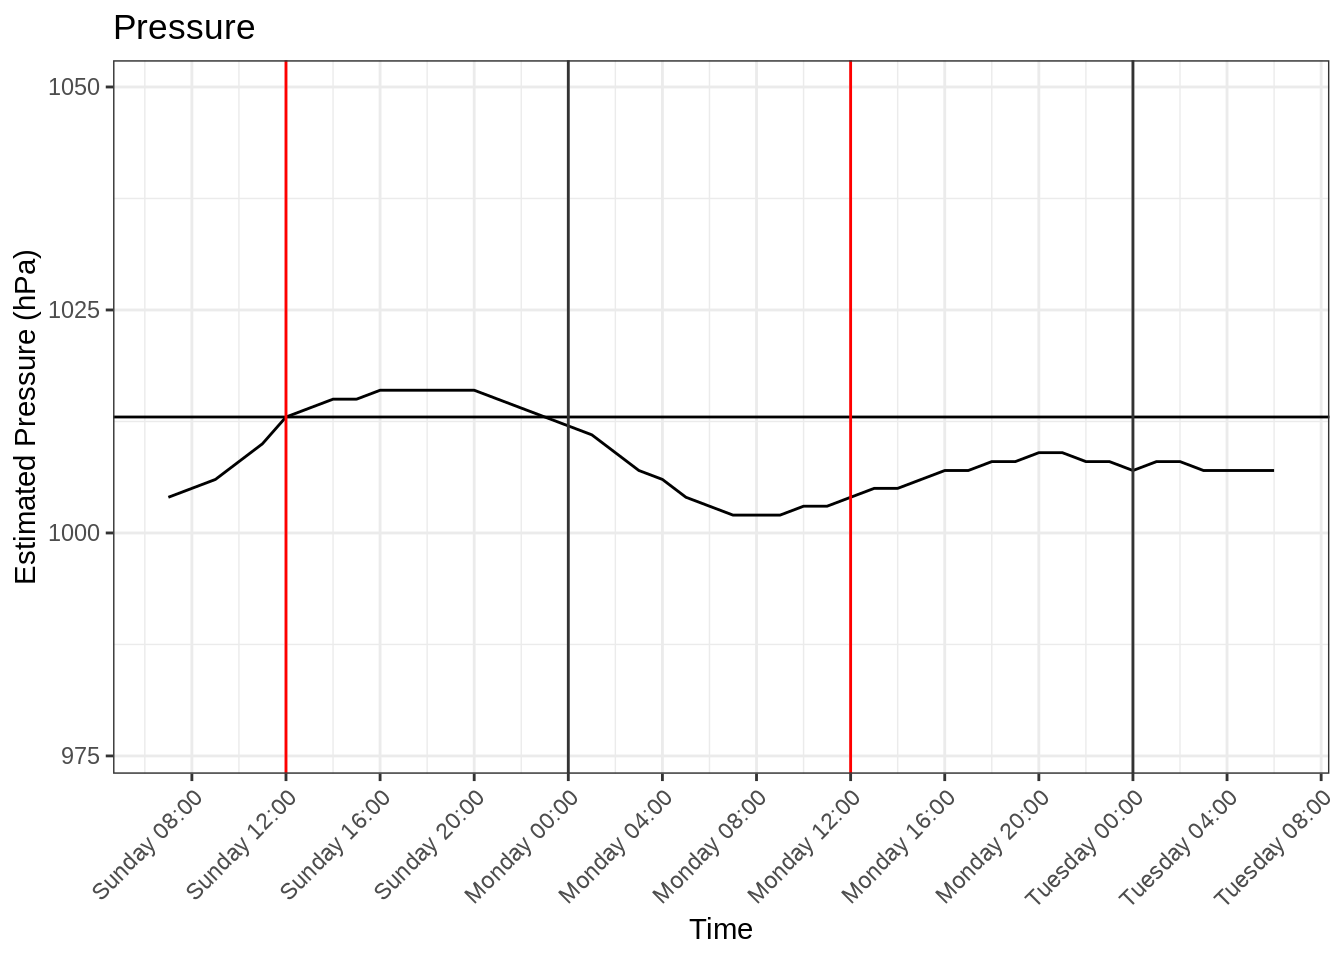 Pressure
Estimated Pressure (hPa)
1050
1025
1000
975
Sunday 08:00
Sunday 12:00
Sunday 16:00
Sunday 20:00
Monday 00:00
Monday 04:00
Monday 08:00
Monday 12:00
Monday 16:00
Monday 20:00
Tuesday 00:00
Tuesday 04:00
Tuesday 08:00
Time